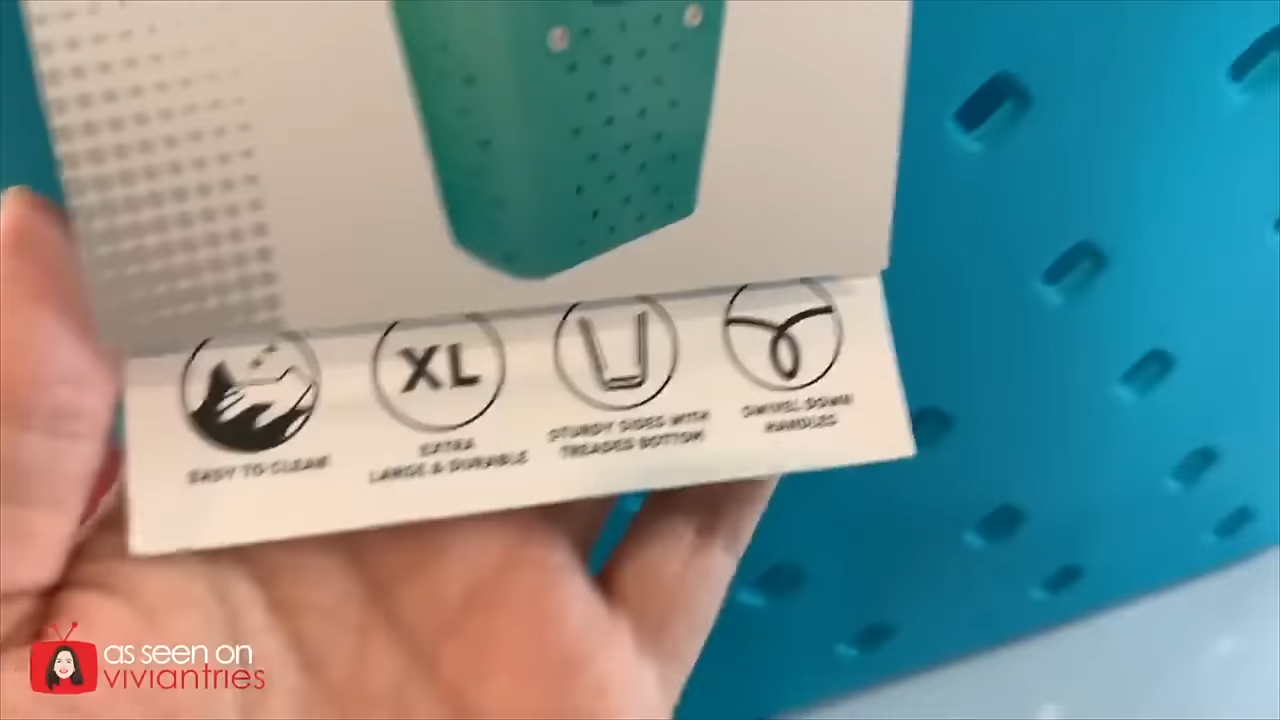 XL
EASY TO CLEAN
EXTRA
LARGE & DURABLE
STURDY SIDES WITH
TREADED BOTTOM
SWIVEL DOWN
HANDLES
as seen on
viviantries